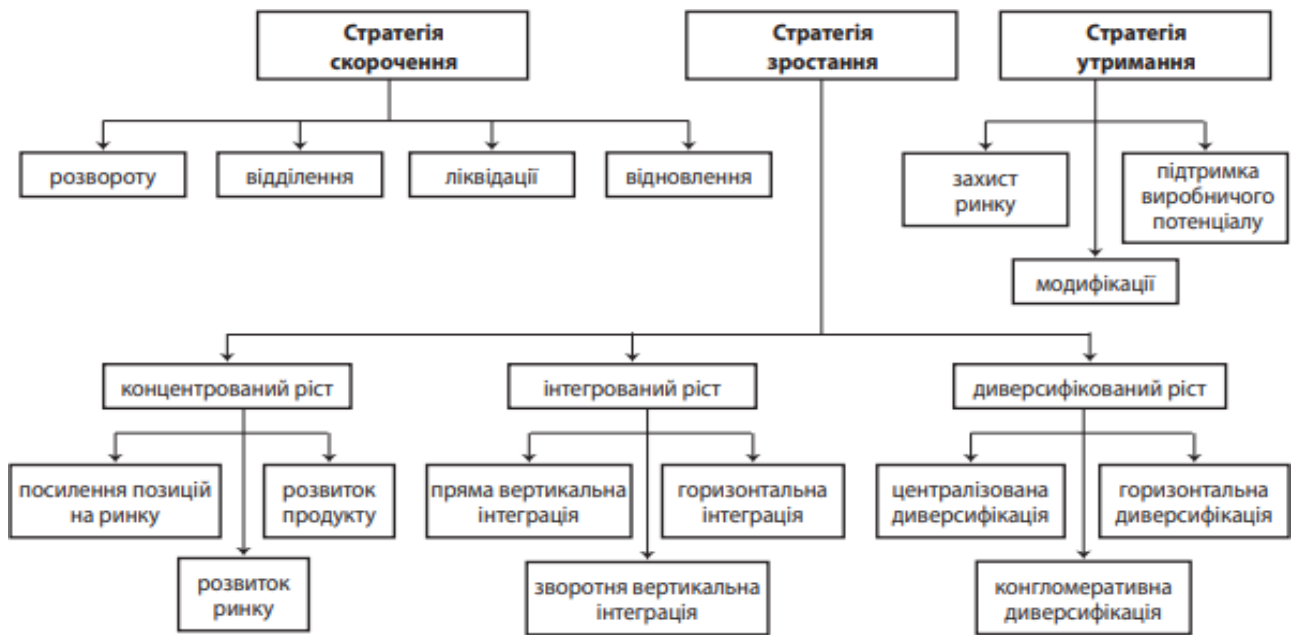 Стратегія
скорочення
Стратегія
зростання
Стратегія
утримання
розвороту
відділення
ліквідації
відновлення
захист
ринку
підтримка
виробничого
потенціалу
модифікації
концентрований ріст
інтегрований ріст
диверсифікований ріст
посилення позицій
на ринку
розвиток
продукту
пряма вертикальна
інтеграція
горизонтальна
інтеграція
централізована
диверсифікація
горизонтальна
диверсифікація
розвиток
ринку
зворотня вертикальна
інтеграція
конгломеративна
диверсифікація